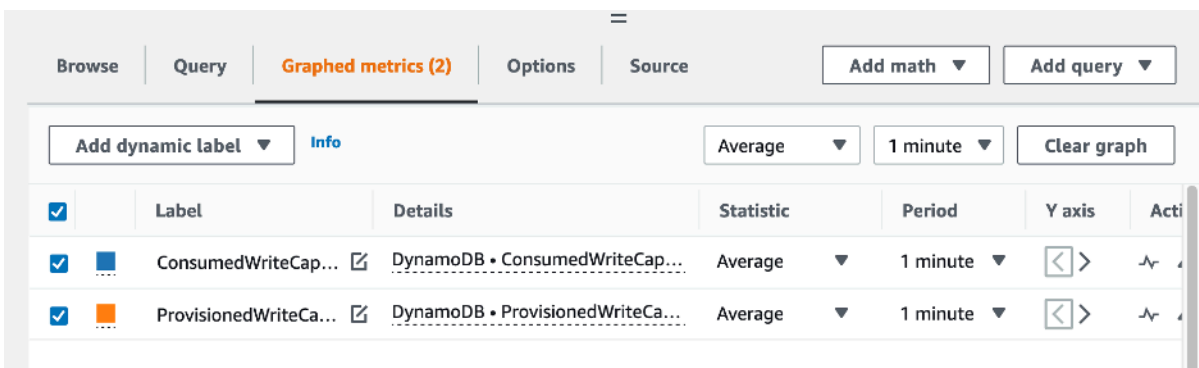 Browse Query Graphed metrics (2) Options Source Add math Add query
Add dynamic label Info Average 1 minute Clear graph
Label Details Statistic Period Y axis Acti
ConsumedWriteCap... DynamoDB • ConsumedWriteCap... Average 1 minute
ProvisionedWriteCa... DynamoDB • ProvisionedWriteCa... Average 1 minute